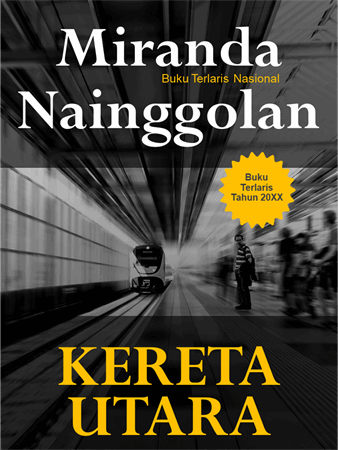 Miranda
Buku Terlaris Nasional
Nainggolan
Buku
Terlaris
Tahun 20XX
KERETA
UTARA